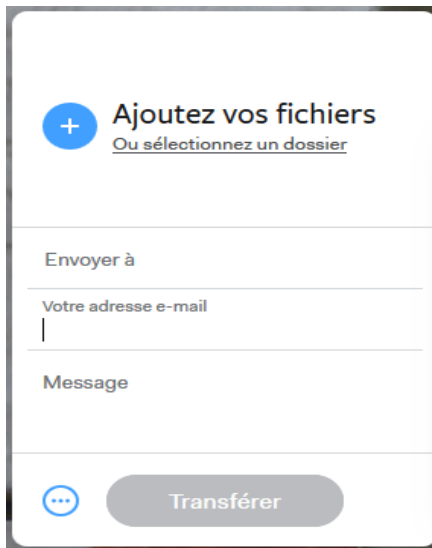 Ajoutez vos fichiers
Ou sélectionnez un dossier
Envoyer à
Votre adresse e-mail
Message
Transférer